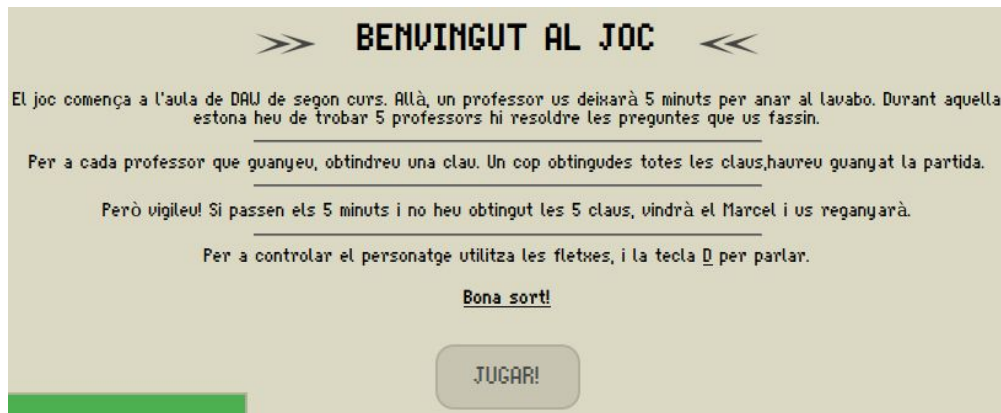 BENVINGUT AL JOC
El joc comença a l'aula de DAW de segon curs. Allà, un professor us deixarà 5 minuts per anar al lavabo. Durant aquella
estona heu de trobar 5 professors hi resoldre les preguntes que us fassin.
Per a cada professor que guanyeu, obtindreu una clau. Un cop obtingudes totes les claus,haureu guanyat la partida.
Però vigileu! Si passen els 5 minuts i no heu obtingut les 5 claus, vindrà el Marcel i us reganyarà.
Per a controlar el personatge utilitza les fletxes, i la tecla D per parlar.
Bona sort!
JUGAR!